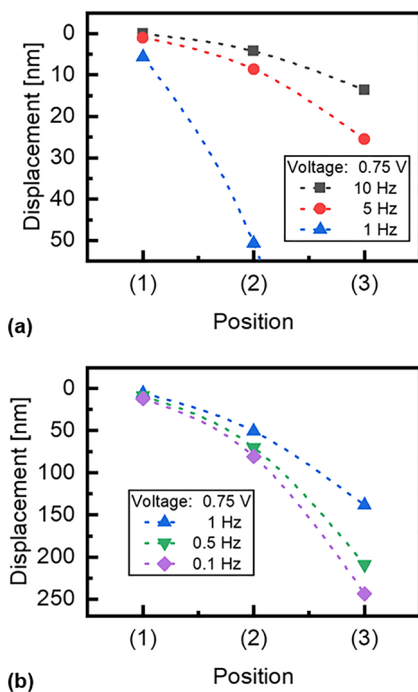 0
10
20
30
40
50
Displacement [nm]
Voltage: 0.75 V
10 Hz
5 Hz
1 Hz
(1) (2) (3)
Position
(a)
0
50
100
150
200
250
Displacement [nm]
Voltage: 0.75 V
1 Hz
0.5 Hz
0.1 Hz
(1) (2) (3)
Position
(b)